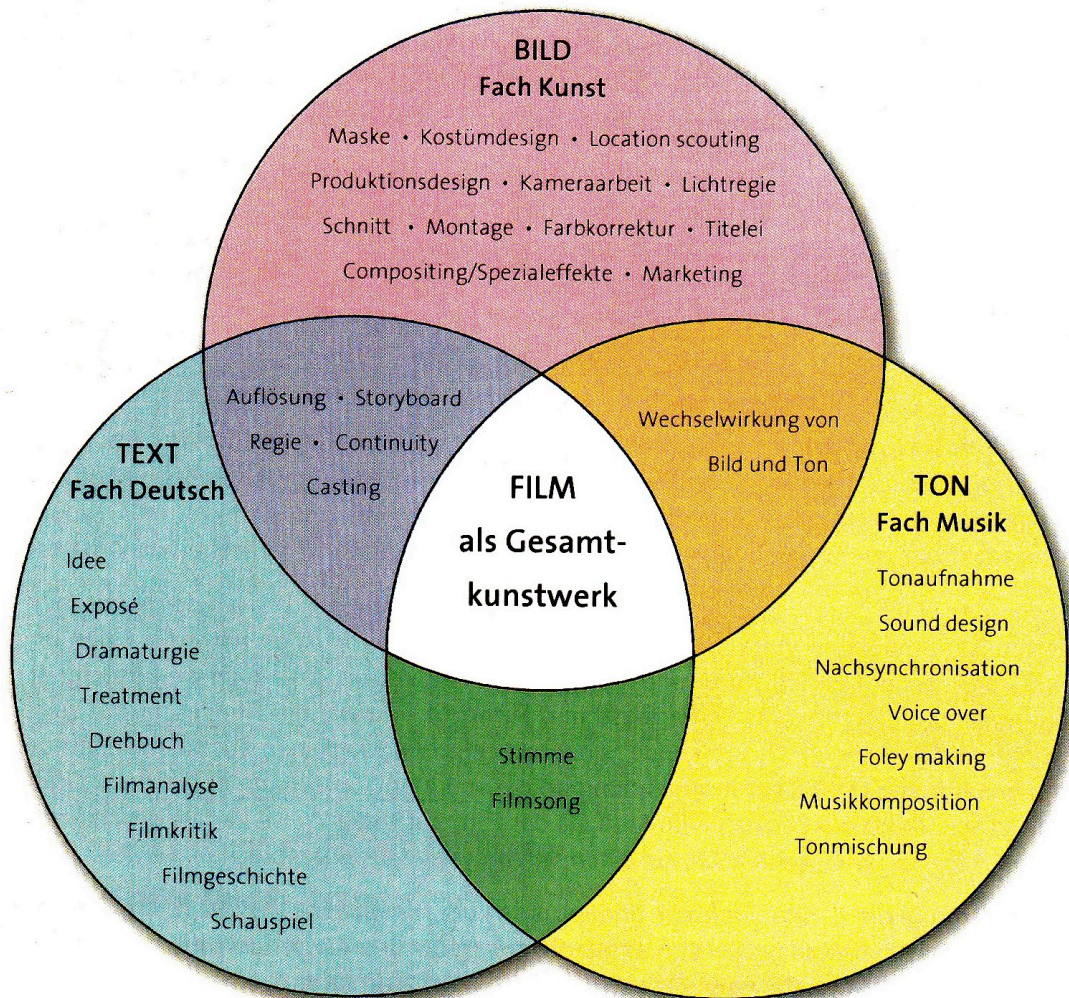 BILD
Fach Kunst
Maske • Kostümdesign • Location scouting
Produktionsdesign • Kameraarbeit • Lichtregie
Schnitt • Montage • Farbkorrektur • Titelei
Compositing/Spezialeffekte • Marketing
Auflösung • Storyboard
Regie • Continuity
Casting
Wechselwirkung von
Bild und Ton
TEXT
Fach Deutsch
Idee
Exposé
Dramaturgie
Treatment
Drehbuch
Filmanalyse
Filmkritik
Filmgeschichte
Schauspiel
FILM
als Gesamt-
kunstwerk
TON
Fach Musik
Tonaufnahme
Sound design
Nachsynchronisation
Voice over
Foley making
Musikkomposition
Tonmischung
Stimme
Filmsong